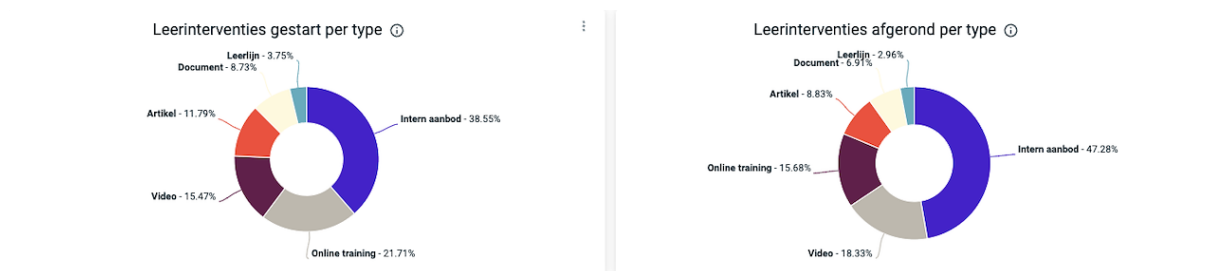 Leerinterventies gestart per type
Leerlijn - 3.75%
Document - 8.73%
Artikel - 11.79%
Intern aanbod - 38.55%
Video - 15.47%
Online training - 21.71%
Leerinterventies afgerond per type
Leerlijn - 2.96%
Document - 6.91%
Artikel - 8.83%
Intern aanbod - 47.28%
Online training - 15.68%
Video - 18.33%